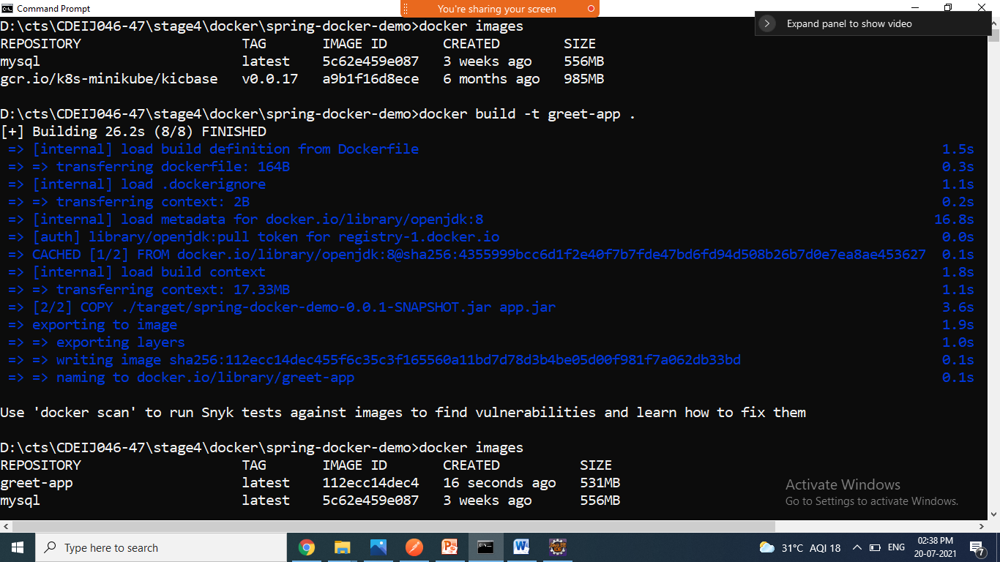 Command Prompt
You're sharing your screen
Expand panel to show video
D:\cts\CDEIJ046-47\stage4\docker\spring-docker-demo>docker images
REPOSITORY TAG IMAGE ID CREATED SIZE
mysql latest 5c62e459e087 3 weeks ago 556MB
gcr.io/k8s-minikube/kicbase v0.0.17 a9b1f16d8ece 6 months ago 985MB
D:\cts\CDEIJ046-47\stage4\docker\spring-docker-demo>docker build -t greet-app .
[+] Building 26.2s (8/8) FINISHED
=> [internal] load build definition from Dockerfile 1.5s
=> => transferring dockerfile: 164B 0.3s
=> [internal] load .dockerignore 1.1s
=> => transferring context: 2B 0.2s
=> [internal] load metadata for docker.io/library/openjdk:8 16.8s
=> [auth] library/openjdk:pull token for registry-1.docker.io 0.0s
=> CACHED [1/2] FROM docker.io/library/openjdk:8@sha256:4355999bcc6d1f2e40f7b7fde47bd6fd94d508b26b7d0e7ea8ae453627 0.1s
=> [internal] load build context 1.8s
=> => transferring context: 17.33MB 1.1s
=> [2/2] COPY ./target/spring-docker-demo-0.0.1-SNAPSHOT.jar app.jar 3.6s
=> exporting to image 1.9s
=> => exporting layers 1.0s
=> => writing image sha256:112ecc14dec455f6c35c3f165560a11bd7d78d3b4be05d00f981f7a062db33bd 0.1s
=> => naming to docker.io/library/greet-app 0.1s
Use 'docker scan' to run Snyk tests against images to find vulnerabilities and learn how to fix them
D:\cts\CDEIJ046-47\stage4\docker\spring-docker-demo>docker images
REPOSITORY TAG IMAGE ID CREATED SIZE
greet-app latest 112ecc14dec4 16 seconds ago 531MB
mysql latest 5c62e459e087 3 weeks ago 556MB
Activate Windows
Go to Settings to activate Windows.
Type here to search
31°C AQI 18
ENG
02:38 PM
20-07-2021
7